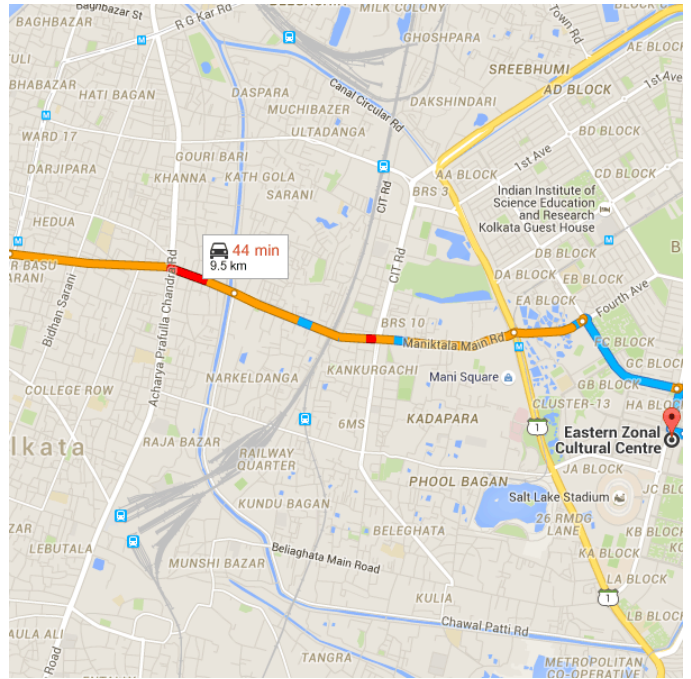 Baghbazar St
BAGHBAZAR
R G Kar Rd
MILK COLONY
GHOSHPARA
Town Rd
AE BLOCK
SREEBHUMI
AD BLOCK
1st Ave
HATI BAGAN
DASPARA
MUCHIBAZER
Canal Circular Rd
DAKSHINDARI
BHABAZAR
WARD 17
ULTADANGA
BD BLOCK
GOURI BARI
AA BLOCK
1st Ave
CD BLOCK
DARJIPARA
KHANNA
KATH GOLA
SARANI
CIT Rd
BRS 3
Indian Institute of
Science Education
and Research
Kolkata Guest House
HEDUA
44 min
9.5 km
CIT Rd
DB BLOCK
DA BLOCK
ER BASU
SARANI
EA BLOCK
Fourth Ave
Bidhan Sarani
Acharya Prafulla Chandra Rd
BRS 10
Maniktala Main Rd
FC BLOCK
GC BLOCK
NARKELDANGA
KANKURGACHI
Mani Square
GB BLOCK
COLLEGE ROW
CLUSTER-13
HA BLOCK
KADAPARA
6MS
1
Eastern Zonal
Cultural Centre
lkata
RAJA BAZAR
RAILWAY
QUARTER
JA BLOCK
PHOOL BAGAN
JC BLOCK
KUNDU BAGAN
Salt Lake Stadium
26 RMDG
LANE
BELEGHATA
KB BLOCK
LEBUTALA
KA BLOCK
MUNSHI BAZAR
Beliaghata Main Road
LA BLOCK
KULIA
1
LB BLOCK
Chawal Patti Rd
AULA ALI
TANGRA
METROPOLITAN
CO-OPERATIVE
Road